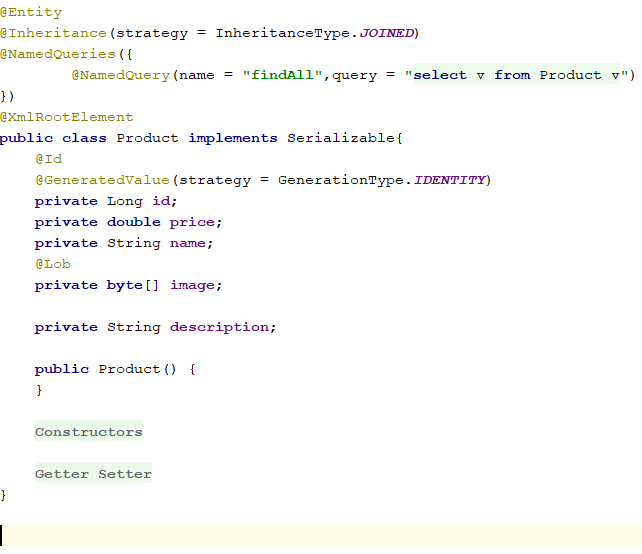 @Entity
@Inheritance(strategy = InheritanceType.JOINED)
@NamedQueries({
@NamedQuery(name = "findAll",query = "select v from Product v")
})
@XmlRootElement
public class Product implements Serializable{
@Id
@GeneratedValue(strategy = GenerationType.IDENTITY)
private Long id;
private double price;
private String name;
@Lob
private byte[] image;
private String description;
public Product() {
}
Constructors
Getter Setter
}